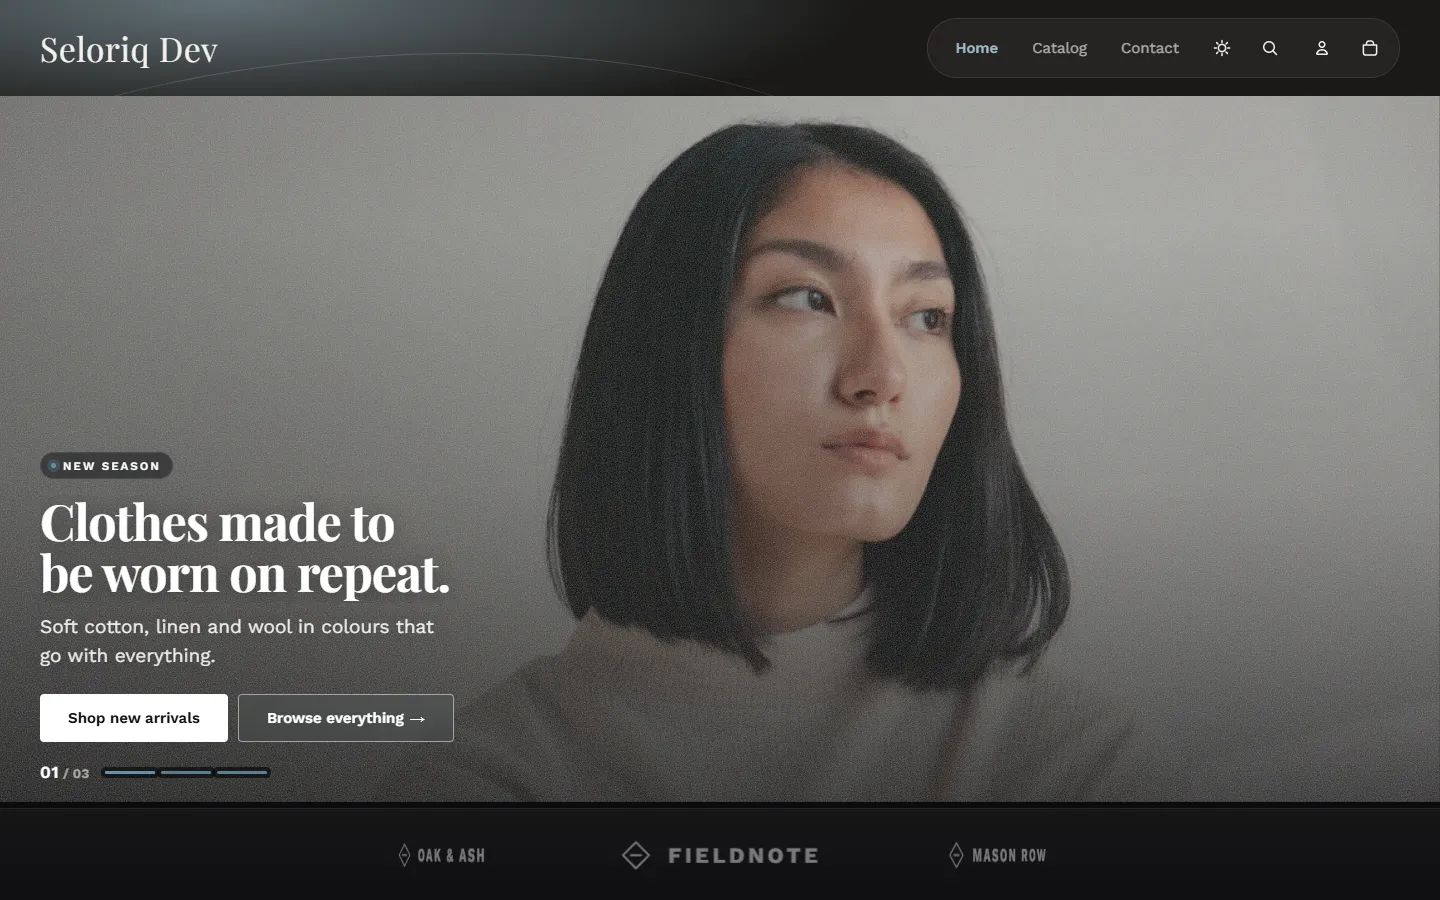 Seloriq Dev
Home
Catalog
Contact
NEW SEASON
Clothes made to
be worn on repeat.
Soft cotton, linen and wool in colours that
go with everything.
Shop new arrivals
Browse everything →
01 / 03
OAK & ASH
FIELDNOTE
MASON ROW